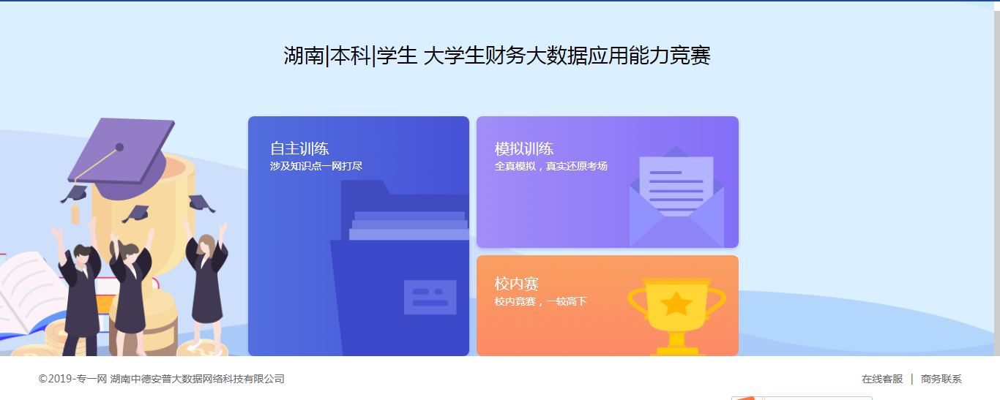 湖南|本科|学生 大学生财务大数据应用能力竞赛
自主训练
涉及知识点一网打尽
模拟训练
全真模拟，真实还原考场
校内赛
校内竞赛，一较高下
©2019-专一网 湖南中德安普大数据网络科技有限公司
在线客服 | 商务联系